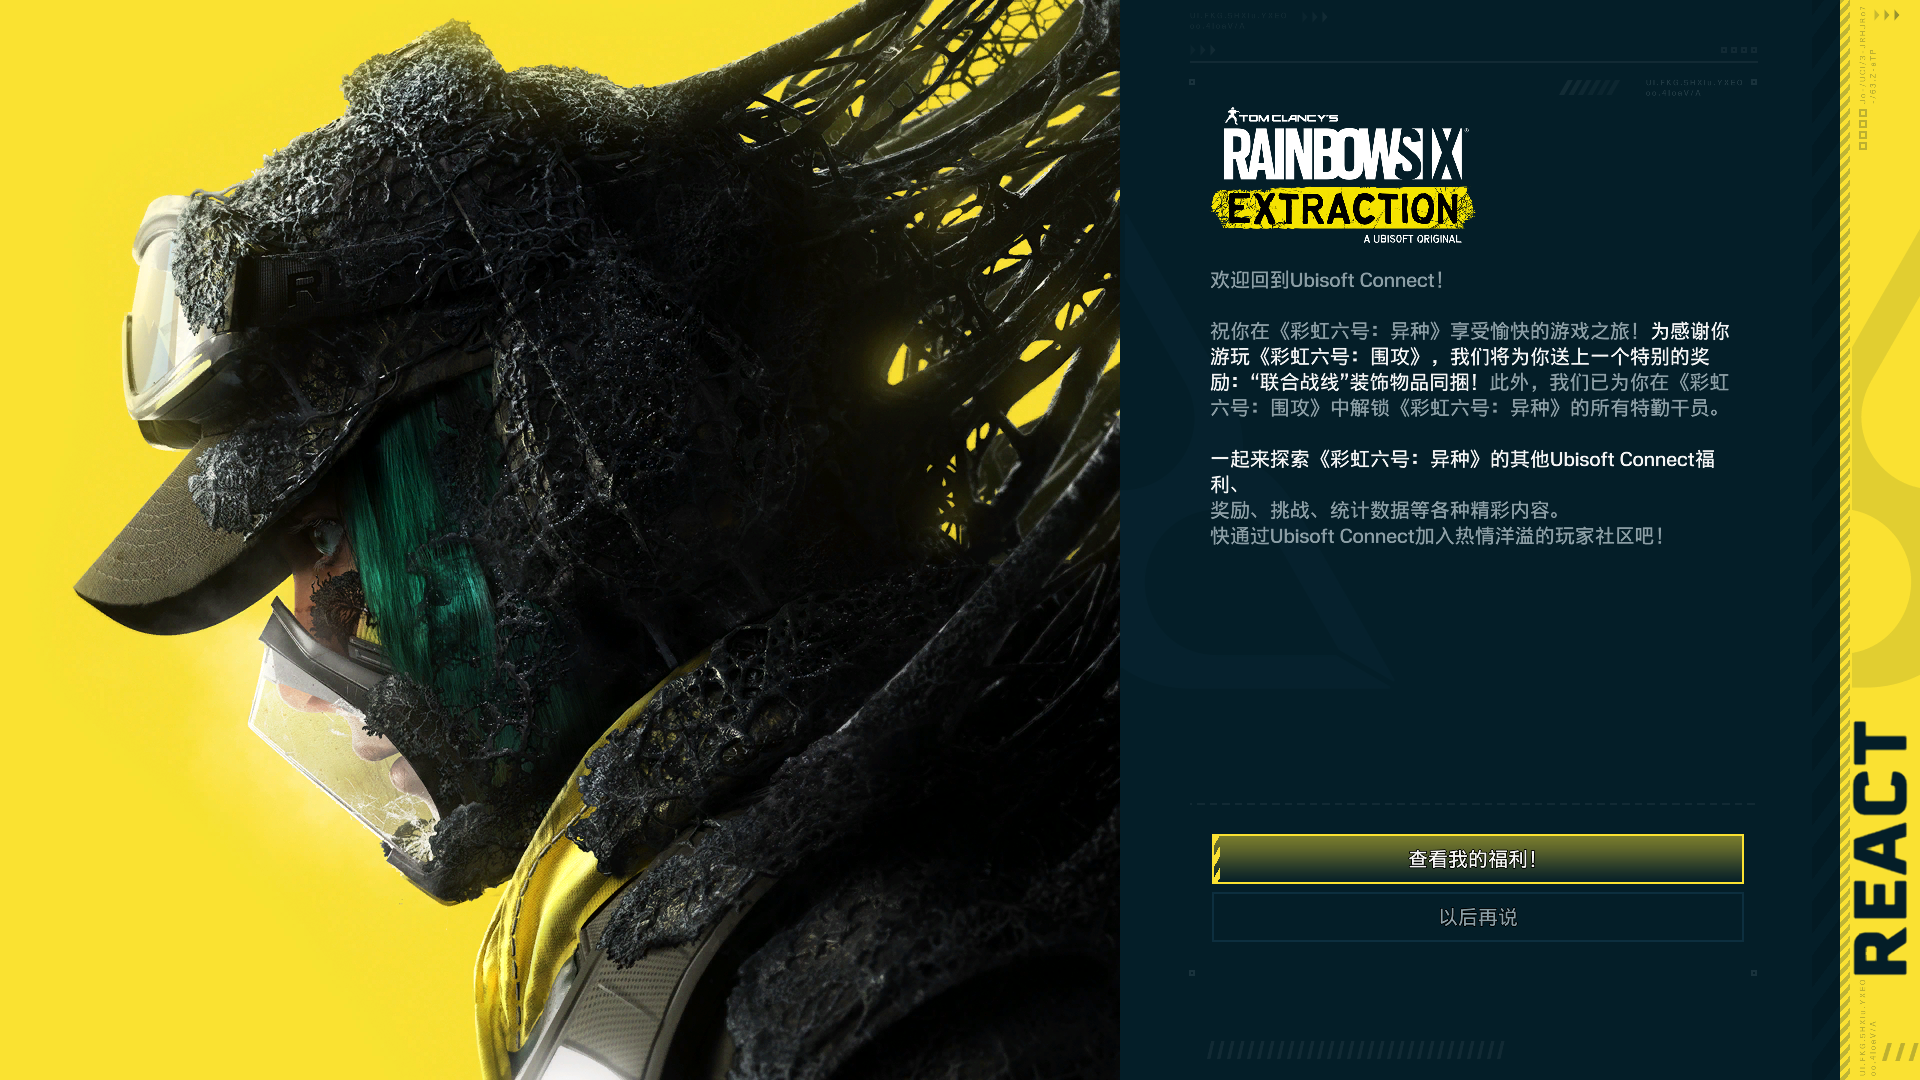 TOM CLANCY'S
RAINBOWSIX
EXTRACTION
A UBISOFT ORIGINAL
欢迎回到Ubisoft Connect！
祝你在《彩虹六号：异种》享受愉快的游戏之旅！为感谢你
游玩《彩虹六号：围攻》，我们将为你送上一个特别的奖
励：“联合战线”装饰物品同捆！此外，我们已为你在《彩虹
六号：围攻》中解锁《彩虹六号：异种》的所有特勤干员。
一起来探索《彩虹六号：异种》的其他Ubisoft Connect福
利、
奖励、挑战、统计数据等各种精彩内容。
快通过Ubisoft Connect加入热情洋溢的玩家社区吧！
查看我的福利！
以后再说
REACT